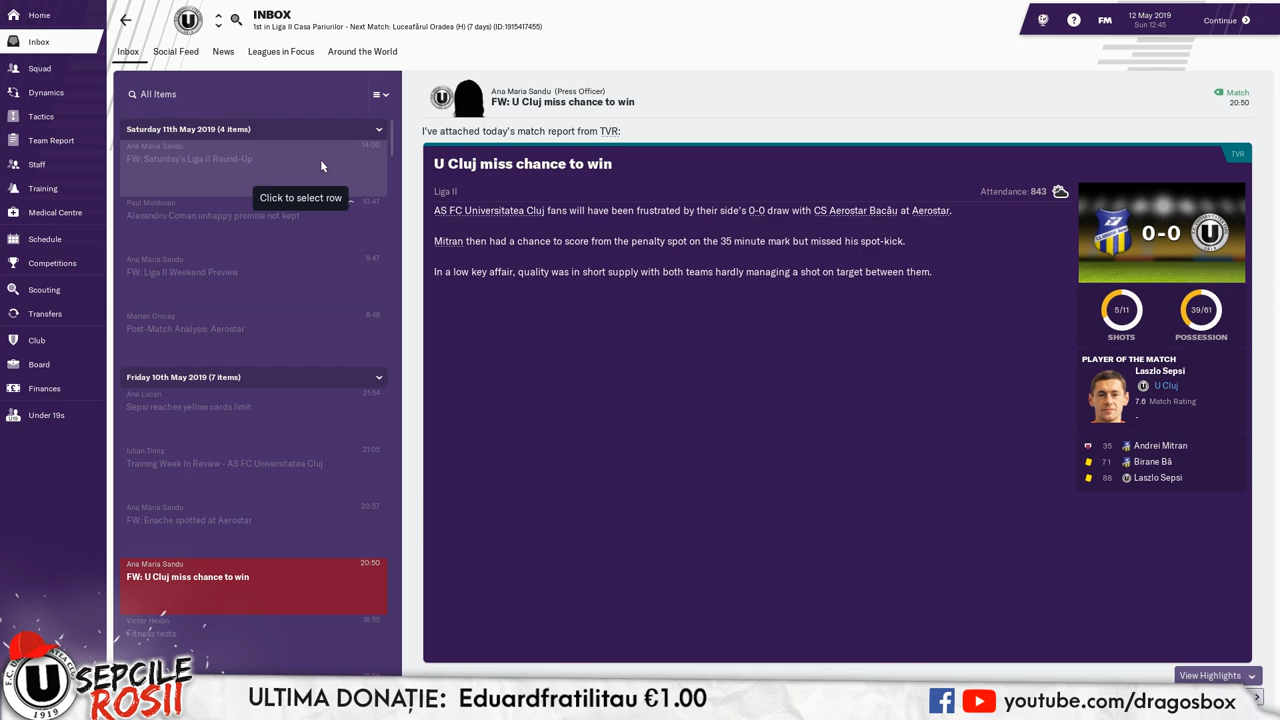 INBOX
1st in Liga II Casa Pariurilor - Next Match: Luceafărul Oradea (H) (7 days) (ID:1915417455)
FM
12 May 2019
Sun 12:45
Continue
Home
Inbox
Squad
Dynamics
Tactics
Team Report
Staff
Training
Medical Centre
Schedule
Competitions
Scouting
Transfers
Club
Board
Finances
Under 19s
Inbox
Social Feed
News
Leagues in Focus
Around the World
All Items
Saturday 11th May 2019 (4 items)
Ana Maria Sandu 14:00
FW: Saturday's Liga II Round-Up
Click to select row
Paul Moldovan 10:47
Alexandru Coman unhappy promise not kept
Ana Maria Sandu 9:47
FW: Liga II Weekend Preview
Marian Onicaş 8:48
Post-Match Analysis: Aerostar
Friday 10th May 2019 (7 items)
Ana Lucan 21:54
Sepsi reaches yellow cards limit
Iulian Timiş 21:05
Training Week In Review - AS FC Universitatea Cluj
Ana Maria Sandu 20:57
FW: Enache spotted at Aerostar
Ana Maria Sandu 20:50
FW: U Cluj miss chance to win
Victor Hexan 18:55
Fitness tests
Ana Maria Sandu (Press Officer)
FW: U Cluj miss chance to win
Match
20:50
I've attached today's match report from TVR:
TVR
U Cluj miss chance to win
Liga II
Attendance: 843
AS FC Universitatea Cluj fans will have been frustrated by their side's 0-0 draw with CS Aerostar Bacău at Aerostar.
Mitran then had a chance to score from the penalty spot on the 35 minute mark but missed his spot-kick.
In a low key affair, quality was in short supply with both teams hardly managing a shot on target between them.
0-0
5/11
39/61
SHOTS
POSSESSION
PLAYER OF THE MATCH
Laszlo Sepsi
U Cluj
7.6 Match Rating
-
35 Andrei Mitran
71 Birane Bâ
88 Laszlo Sepsi
View Highlights
U
1919
SEPCILE
ROSII
ULTIMA DONAȚIE: Eduardfratilitau €1.00
youtube.com/dragosbox